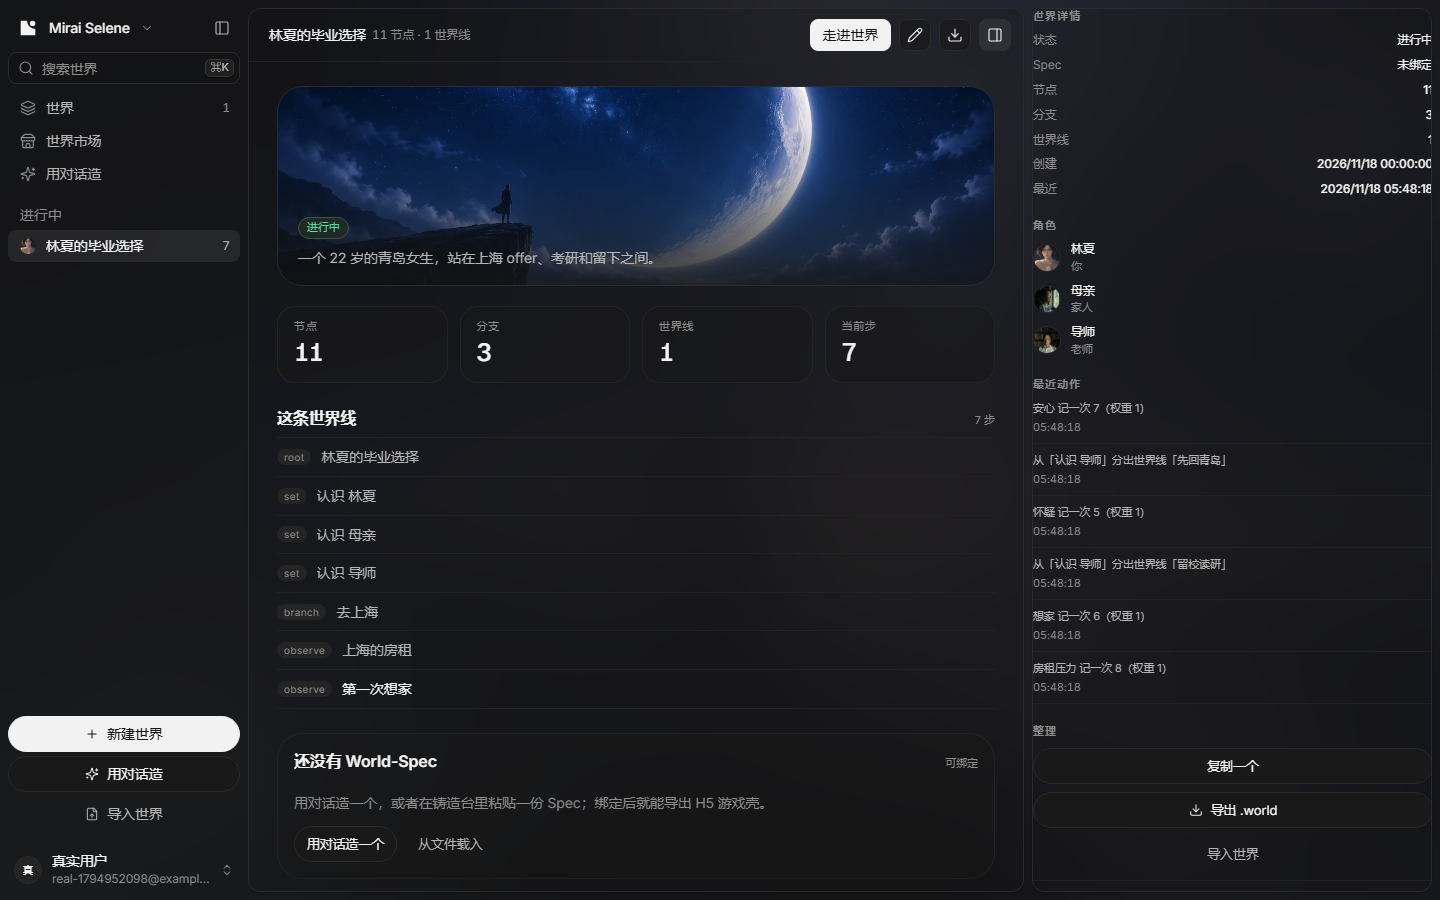 Mirai Selene
搜索世界
⌘K
世界
1
世界市场
用对话造
进行中
林夏的毕业选择
7
新建世界
用对话造
导入世界
真
真实用户
real-1794952098@exampl...
林夏的毕业选择 11 节点 · 1 世界线
走进世界
进行中
一个 22 岁的青岛女生，站在上海 offer、考研和留下之间。
节点
11
分支
3
世界线
1
当前步
7
这条世界线
7 步
root 林夏的毕业选择
set 认识 林夏
set 认识 母亲
set 认识 导师
branch 去上海
observe 上海的房租
observe 第一次想家
还没有 World-Spec
可绑定
用对话造一个，或者在铸造台里粘贴一份 Spec；绑定后就能导出 H5 游戏壳。
用对话造一个
从文件载入
世界详情
状态 进行中
Spec 未绑定
节点 11
分支 3
世界线 1
创建 2026/11/18 00:00:00
最近 2026/11/18 05:48:18
角色
林夏
你
母亲
家人
导师
老师
最近动作
安心 记一次 7（权重 1）
05:48:18
从「认识 导师」分出世界线「先回青岛」
05:48:18
怀疑 记一次 5（权重 1）
05:48:18
从「认识 导师」分出世界线「留校读研」
05:48:18
想家 记一次 6（权重 1）
05:48:18
房租压力 记一次 8（权重 1）
05:48:18
整理
复制一个
导出 .world
导入世界